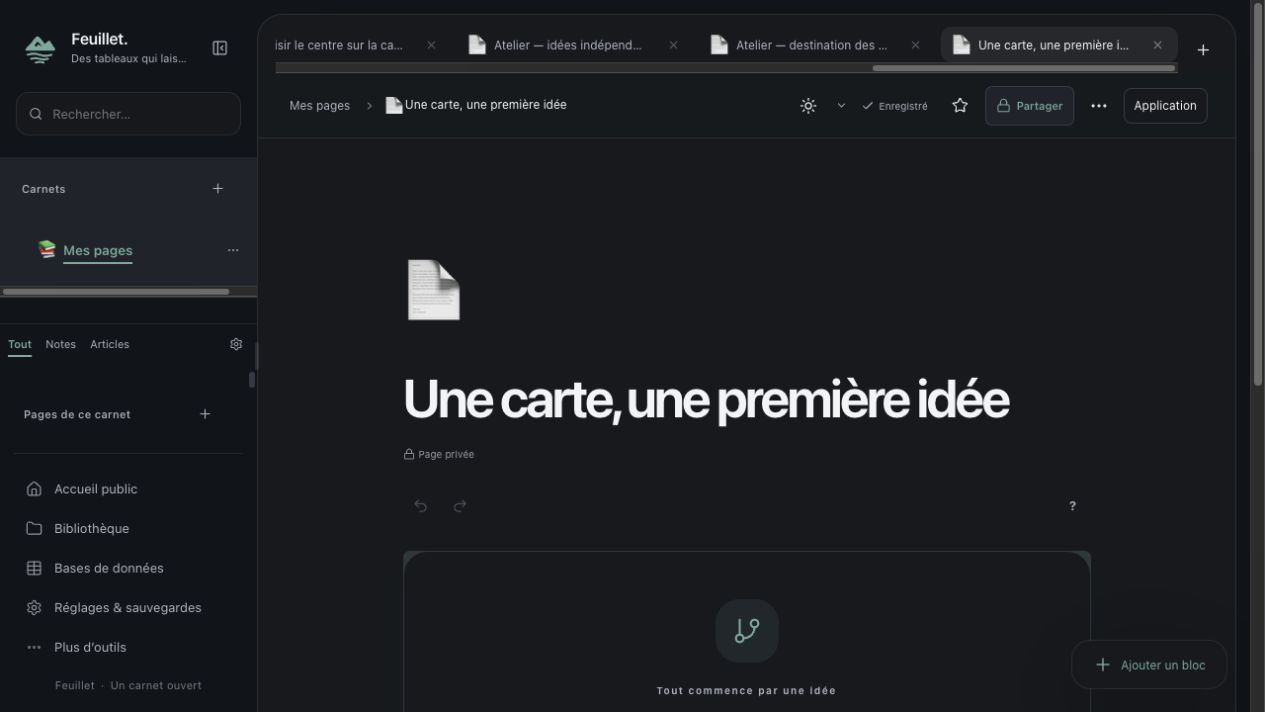 Feuillet.
Des tableaux qui lais...
Rechercher...
Carnets
Mes pages
Tout Notes Articles
Pages de ce carnet
Accueil public
Bibliothèque
Bases de données
Réglages & sauvegardes
Plus d'outils
Feuillet · Un carnet ouvert
isir le centre sur la ca...
Atelier — idées indépend...
Atelier — destination des ...
Une carte, une première i...
Mes pages > Une carte, une première idée
Enregistré
Partager
Application
Une carte, une première idée
Page privée
?
Tout commence par une idée
Ajouter un bloc